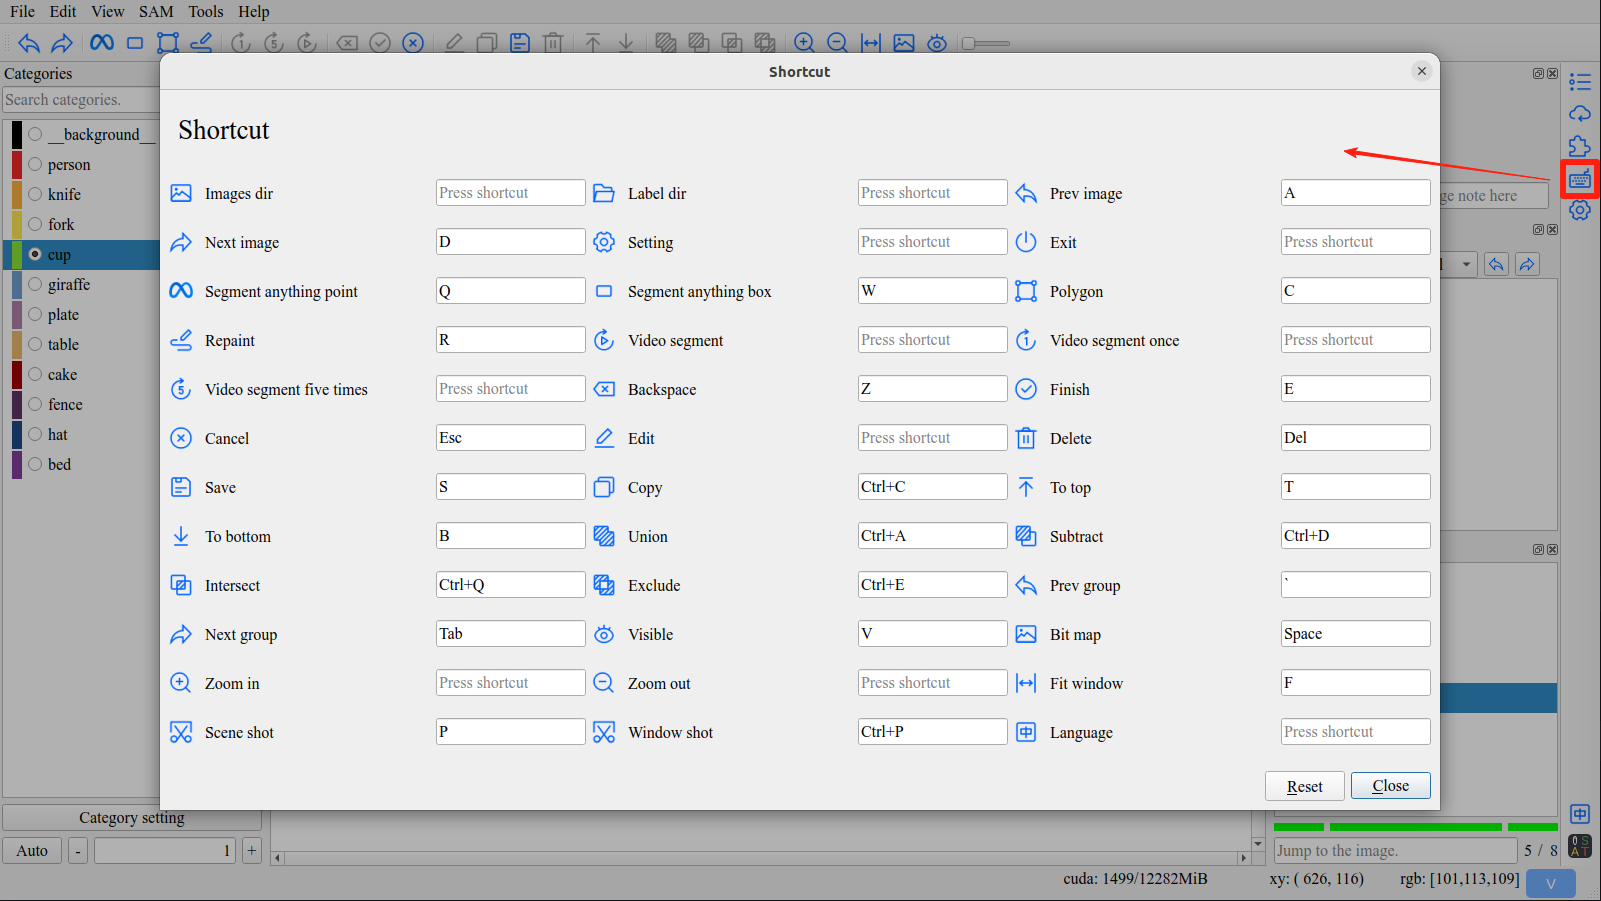 File Edit View SAM Tools Help
Shortcut
Categories
Search categories.
Shortcut
__background__
person
knife
fork
cup
giraffe
plate
table
cake
fence
hat
bed
Images dir Press shortcut Label dir Press shortcut Prev image A
ge note here
Next image D Setting Press shortcut Exit Press shortcut
Segment anything point Q Segment anything box W Polygon C
Repaint R Video segment Press shortcut Video segment once Press shortcut
Video segment five times Press shortcut Backspace Z Finish E
Cancel Esc Edit Press shortcut Delete Del
Save S Copy Ctrl+C To top T
To bottom B Union Ctrl+A Subtract Ctrl+D
Intersect Ctrl+Q Exclude Ctrl+E Prev group `
Next group Tab Visible V Bit map Space
Zoom in Press shortcut Zoom out Press shortcut Fit window F
Scene shot P Window shot Ctrl+P 中 Language Press shortcut
Reset Close
Category setting
中
Auto - 1 +
Jump to the image. 5 / 8
I S
A T
cuda: 1499/12282MiB xy: ( 626, 116) rgb: [101,113,109] V